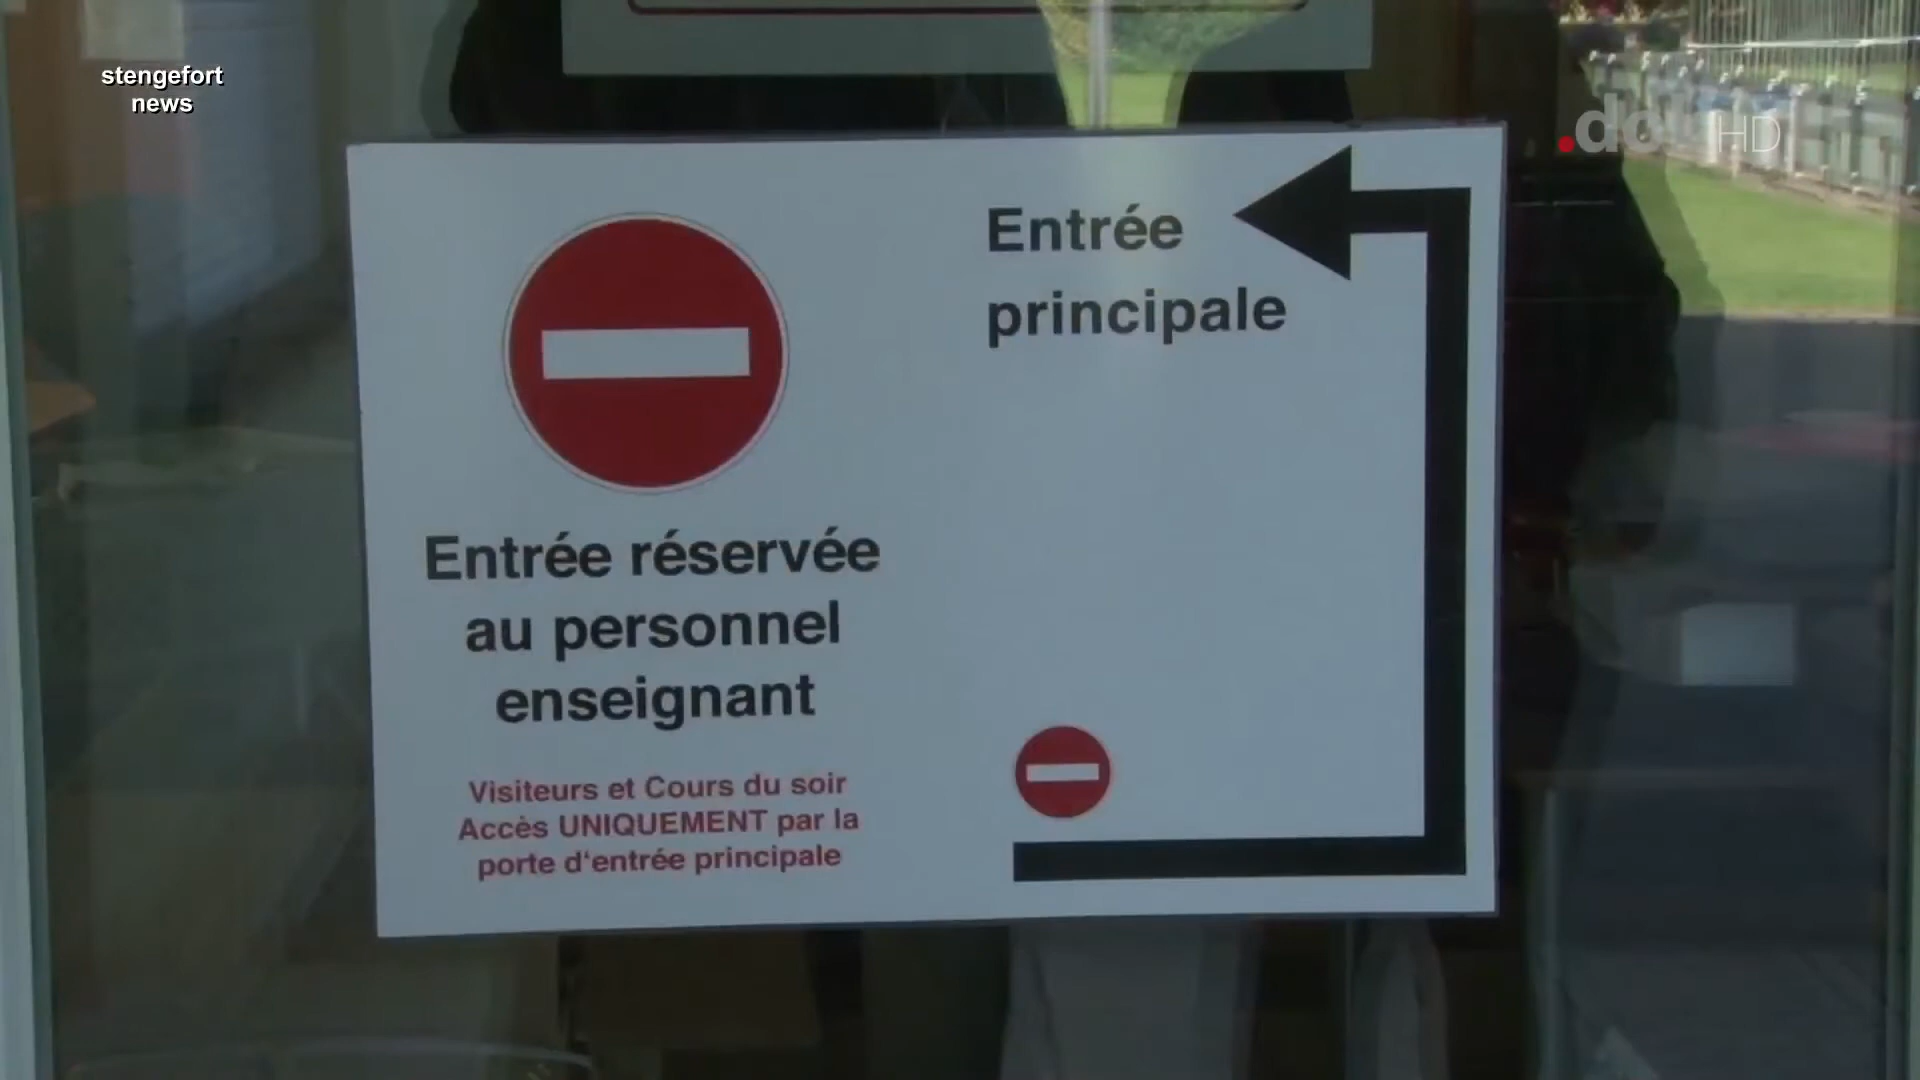 stengefort
news
.dok HD
Entrée
principale
Entrée réservée
au personnel
enseignant
Visiteurs et Cours du soir
Accès UNIQUEMENT par la
porte d'entrée principale